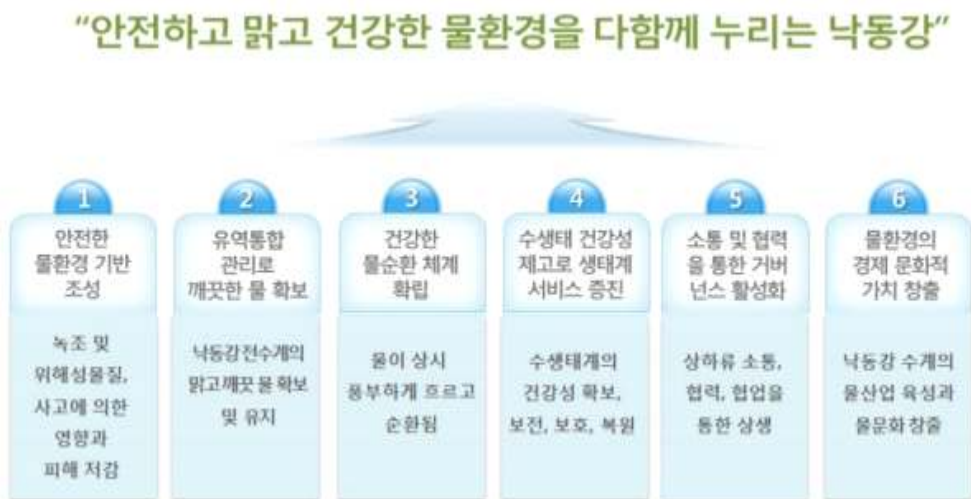 “안전하고 맑고 건강한 물환경을 다함께 누리는 낙동강”
1
안전한
물환경 기반
조성
녹조 및
위해성물질,
사고에 의한
영향과
피해 저감
2
유역통합
관리로
깨끗한 물 확보
낙동강전수계의
맑고깨끗 물 확보
및 유지
3
건강한
물순환 체계
확립
물이 상시
풍부하게 흐르고
순환됨
4
수생태 건강성
제고로 생태계
서비스 증진
수생태계의
건강성 확보,
보전, 보호, 복원
5
소통 및 협력
을 통한 거버
넌스 활성화
상하류 소통,
협력, 협업을
통한 상생
6
물환경의
경제 문화적
가치 창출
낙동강 수계의
물산업 육성과
물문화 창출